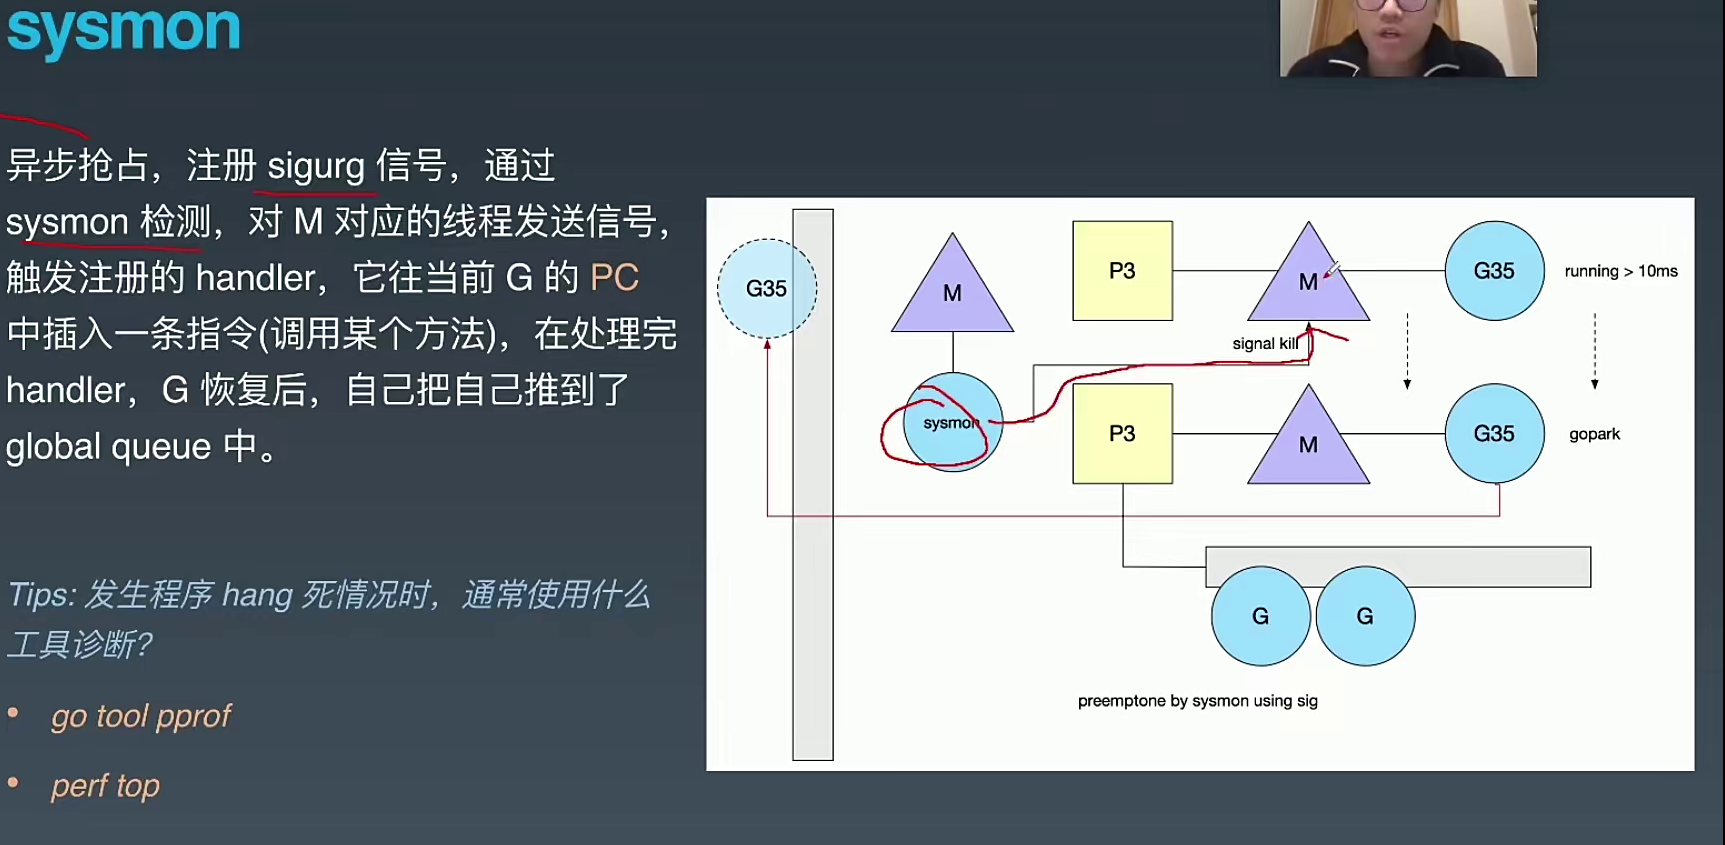 sysmon
异步抢占，注册 sigurg 信号，通过
sysmon 检测，对 M 对应的线程发送信号，
触发注册的 handler，它往当前 G 的 PC
中插入一条指令(调用某个方法)，在处理完
handler，G 恢复后，自己把自己推到了
global queue 中。
Tips: 发生程序 hang 死情况时，通常使用什么
工具诊断?
• go tool pprof
• perf top
G35
M
P3
M
G35
running > 10ms
signal kill
sysmon
P3
M
G35
gopark
G
G
preemptone by sysmon using sig